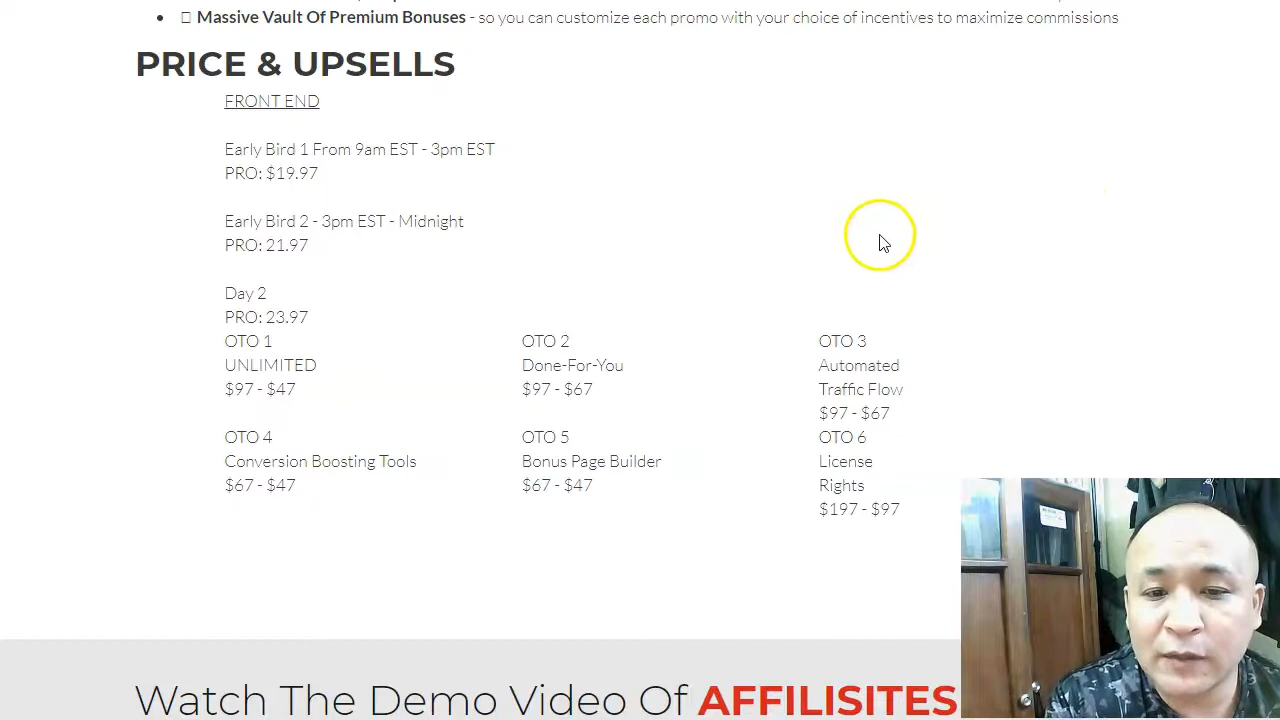 Massive Vault Of Premium Bonuses - so you can customize each promo with your choice of incentives to maximize commissions
PRICE & UPSELLS
FRONT END
Early Bird 1 From 9am EST - 3pm EST
PRO: $19.97
Early Bird 2 - 3pm EST - Midnight
PRO: 21.97
Day 2
PRO: 23.97
OTO 1
UNLIMITED
$97 - $47
OTO 2
Done-For-You
$97 - $67
OTO 3
Automated
Traffic Flow
$97 - $67
OTO 4
Conversion Boosting Tools
$67 - $47
OTO 5
Bonus Page Builder
$67 - $47
OTO 6
License
Rights
$197 - $97
Watch The Demo Video Of AFFILISITES